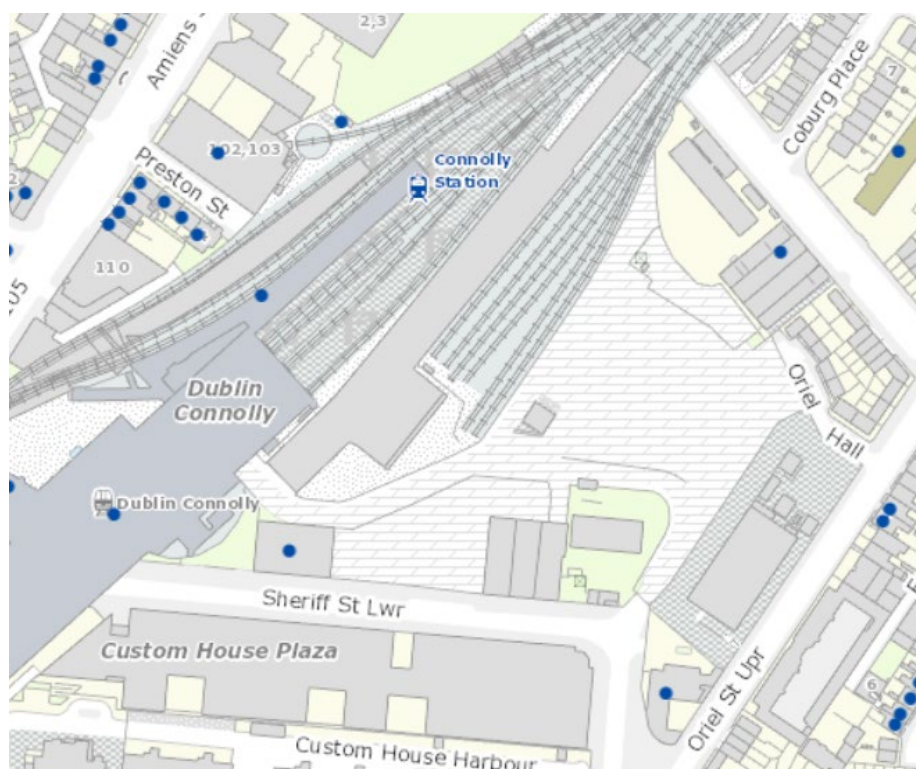 2,3
Amiens
Coburg Place
7
102,103
Connolly
Station
Preston St
2
110
05
Dublin
Connolly
Oriel
Hall
Dublin Connolly
Sheriff St Lwr
Custom House Plaza
Oriel St Upr
6
Custom House Harbour